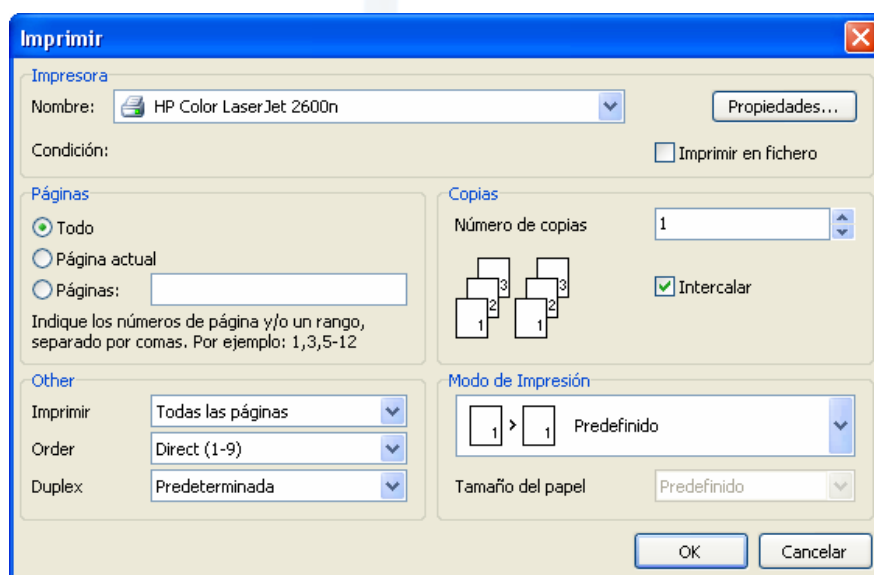 Imprimir
Impresora
Nombre: HP Color LaserJet 2600n Propiedades...
Condición: Imprimir en fichero
Páginas
Todo
Página actual
Páginas:
Indique los números de página y/o un rango,
separado por comas. Por ejemplo: 1,3,5-12
Copias
Número de copias 1
1 2 3 1 2 3
Intercalar
Other
Imprimir Todas las páginas
Order Direct (1-9)
Duplex Predeterminada
Modo de Impresión
1 > 1 Predefinido
Tamaño del papel Predefinido
OK Cancelar